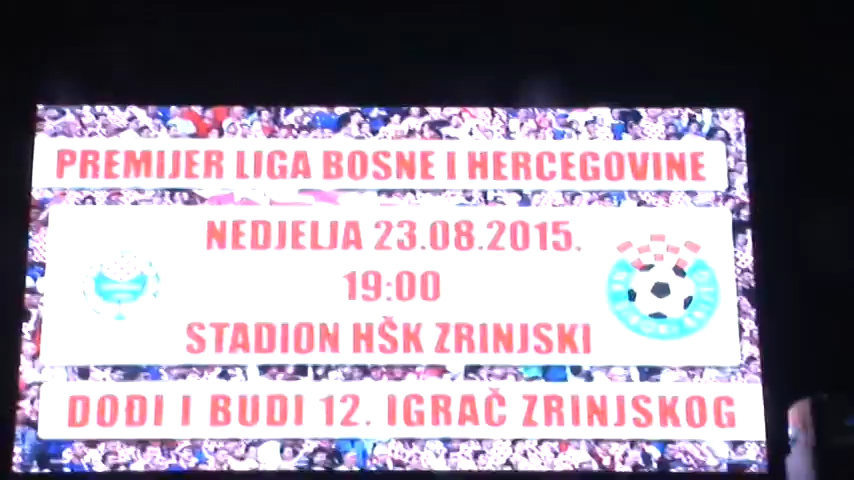 PREMIJER LIGA BOSNE I HERCEGOVINE
NEDJELJA 23.08.2015.
19:00
STADION HŠK ZRINJSKI
DOĐI I BUDI 12. IGRAČ ZRINJSKOG